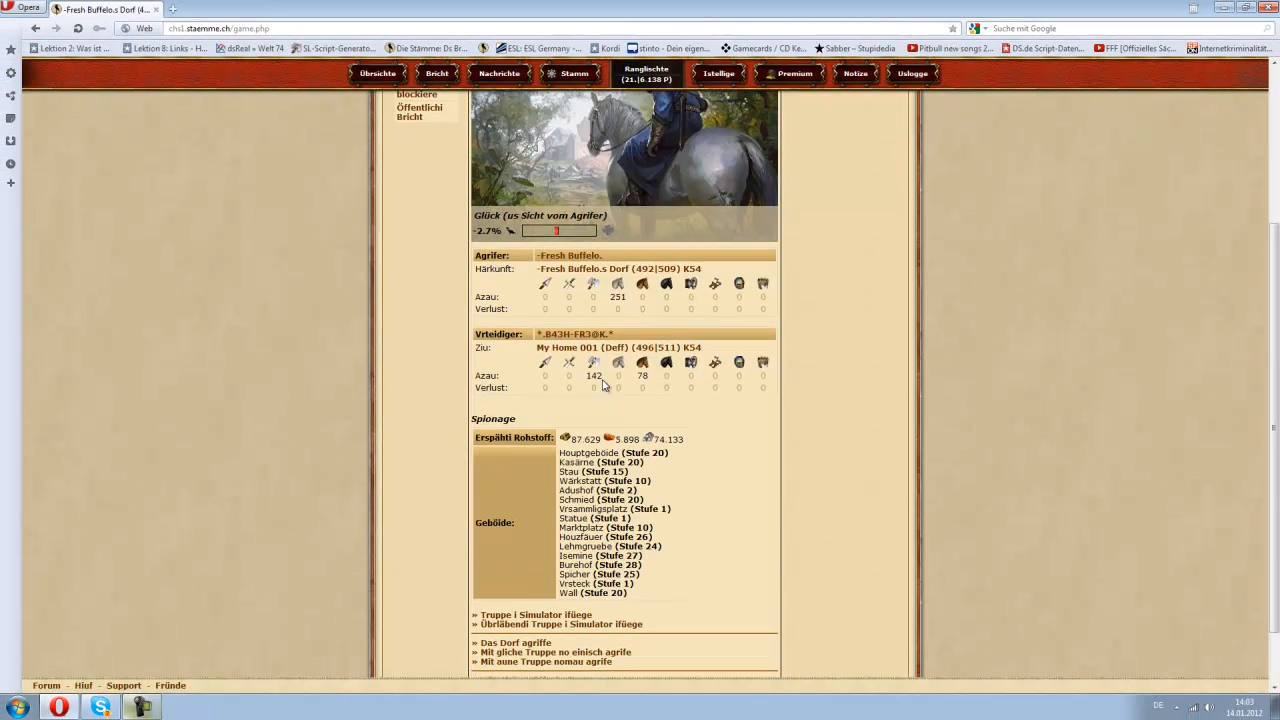 Opera
-Fresh Buffelo.s Dorf (4...
Web
chs1.staemme.ch/game.php
Suche mit Google
Lektion 2: Was ist ...
Lektion 8: Links - H...
dsReal » Welt 74
SL-Script-Generato...
Die Stämme: Ds Br...
ESL: ESL Germany -...
Kordi
stinto - Dein eigen...
Gamecards / CD Ke...
Sabber – Stupidedia
Pitbull new songs 2...
DS.de Script-Daten...
FFF [Offizielles Säc...
Internetkriminalität...
Übrsichte
Bricht
Nachrichte
Stamm
Ranglischte
(21.|6.138 P)
Istellige
Premium
Notize
Uslogge
blockiere
Öffentlichi
Bricht
Glück (us Sicht vom Agrifer)
-2.7%
Agrifer: -Fresh Buffelo.
Härkunft: -Fresh Buffelo.s Dorf (492|509) K54
Azau: 0 0 0 251 0 0 0 0 0 0
Verlust: 0 0 0 0 0 0 0 0 0 0
Vrteidiger: *.B43H-FR3@K.*
Ziu: My Home 001 (Deff) (496|511) K54
Azau: 0 0 142 0 78 0 0 0 0 0
Verlust: 0 0 0 0 0 0 0 0 0 0
Spionage
Erspähti Rohstoff: 87.629 5.898 74.133
Geböide:
Houptgeböide (Stufe 20)
Kasärne (Stufe 20)
Stau (Stufe 15)
Wärkstatt (Stufe 10)
Adushof (Stufe 2)
Schmied (Stufe 20)
Vrsammligsplatz (Stufe 1)
Statue (Stufe 1)
Marktplatz (Stufe 10)
Houzfäuer (Stufe 26)
Lehmgruebe (Stufe 24)
Isemine (Stufe 27)
Burehof (Stufe 28)
Spicher (Stufe 25)
Vrsteck (Stufe 1)
Wall (Stufe 20)
» Truppe i Simulator ifüege
» Übrläbendi Truppe i Simulator ifüege
» Das Dorf agriffe
» Mit gliche Truppe no einisch agrife
» Mit aune Truppe nomau agrife
Forum - Hiuf - Support - Fründe
DE
14:03
14.01.2012